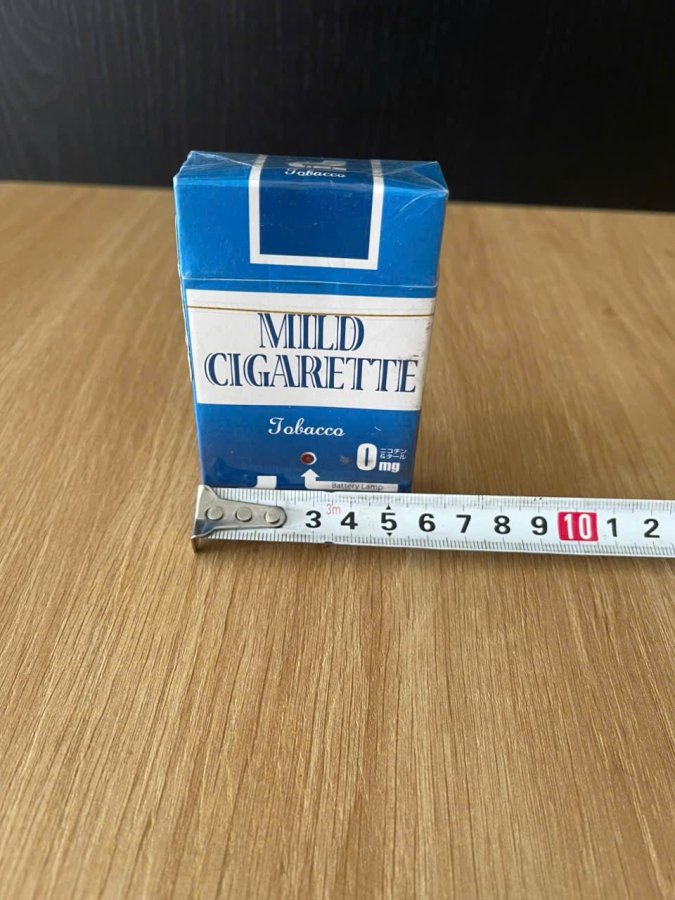 Tobacco
MILD
CIGARETTE
Tobacco
0mg
ニコチン
&タール
Battery Lamp
3m
3 4 5 6 7 8 9 10 1 2